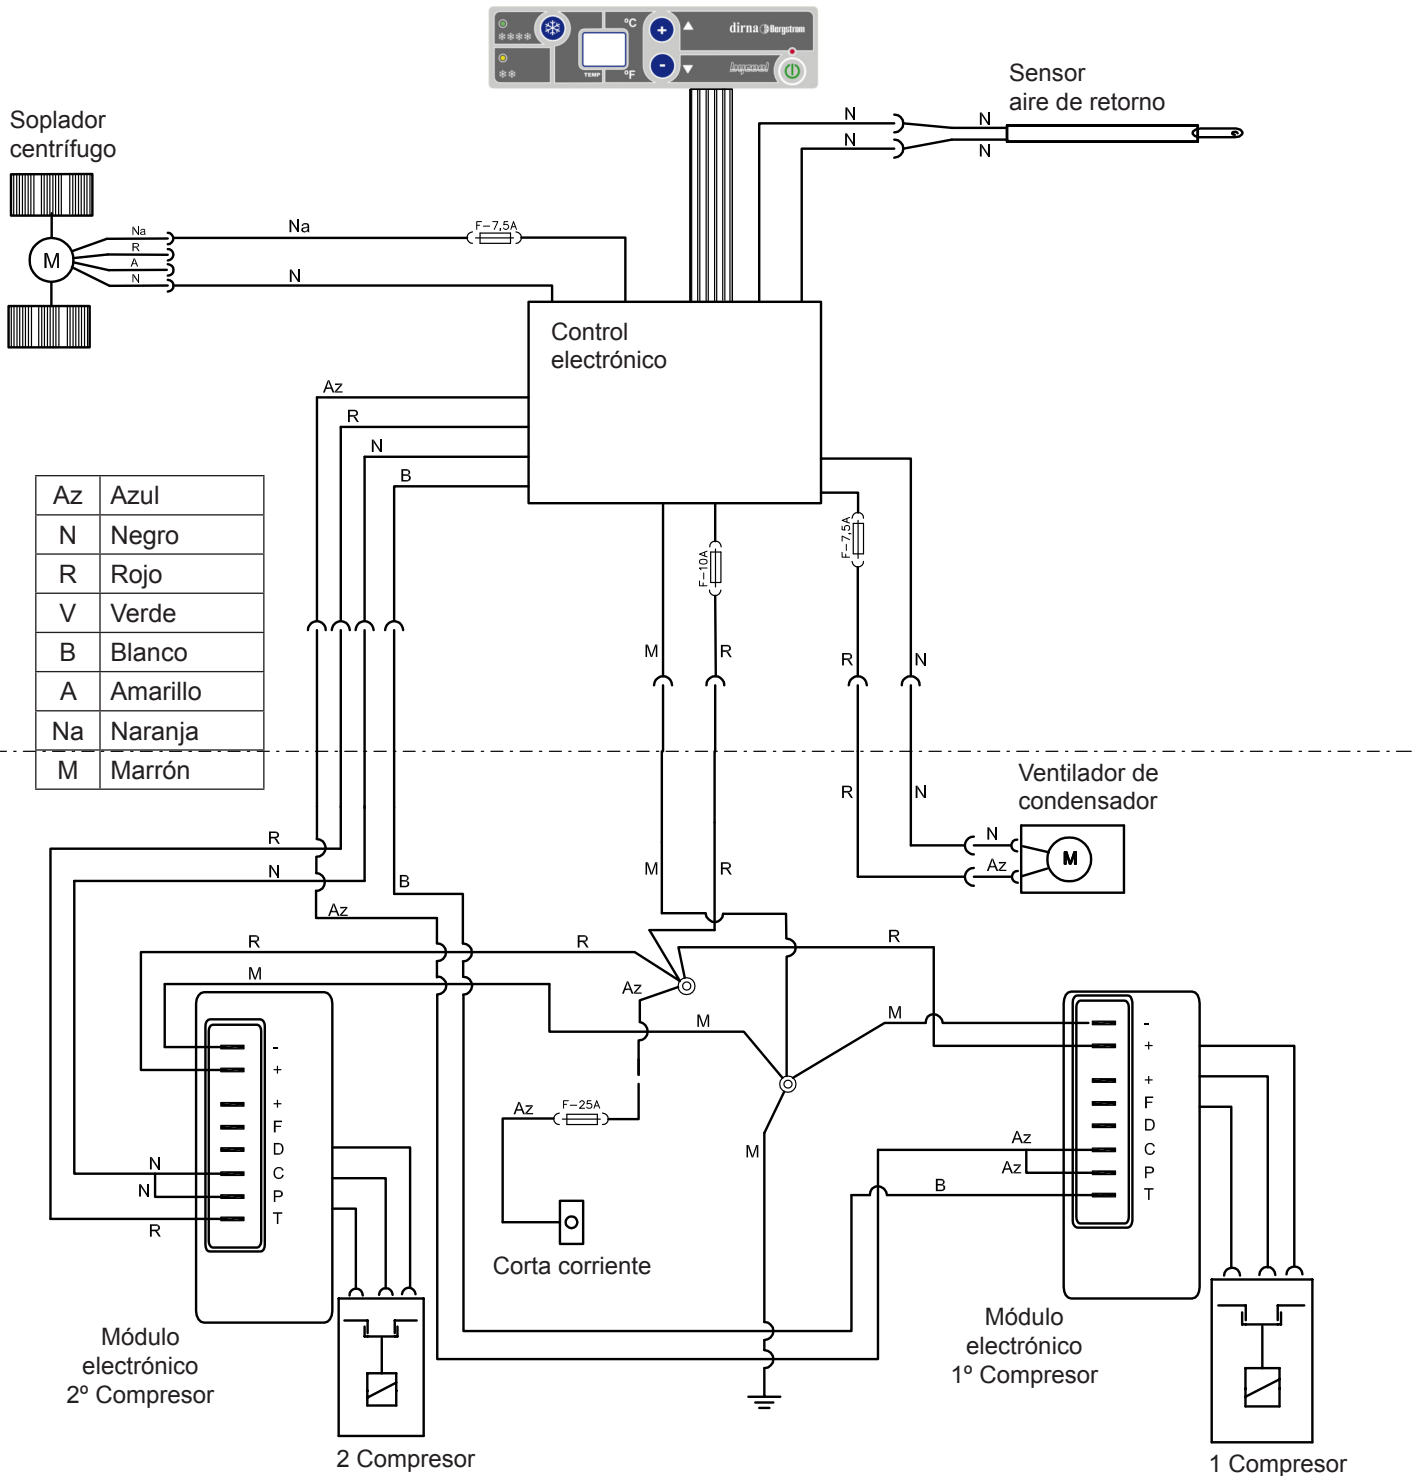 °C
°F
TEMP
+
-
dirna Bergstrom
bycool
Sensor
aire de retorno
Soplador
centrífugo
N
N
N
N
Na
R
A
N
M
Na
F-7,5A
N
Control
electrónico
Az
R
N
B
Az Azul
N Negro
R Rojo
V Verde
B Blanco
A Amarillo
Na Naranja
M Marrón
F-10A
F-7,5A
M
R
R
N
R
N
Ventilador de
condensador
N
Az
M
R
N
B
Az
M
R
R
R
R
M
Az
M
M
-
+
+
F
D
C
P
T
N
N
R
-
+
+
F
D
C
P
T
Az
Az
B
Az
F-25A
M
Corta corriente
Módulo
electrónico
2º Compresor
2 Compresor
Módulo
electrónico
1º Compresor
1 Compresor